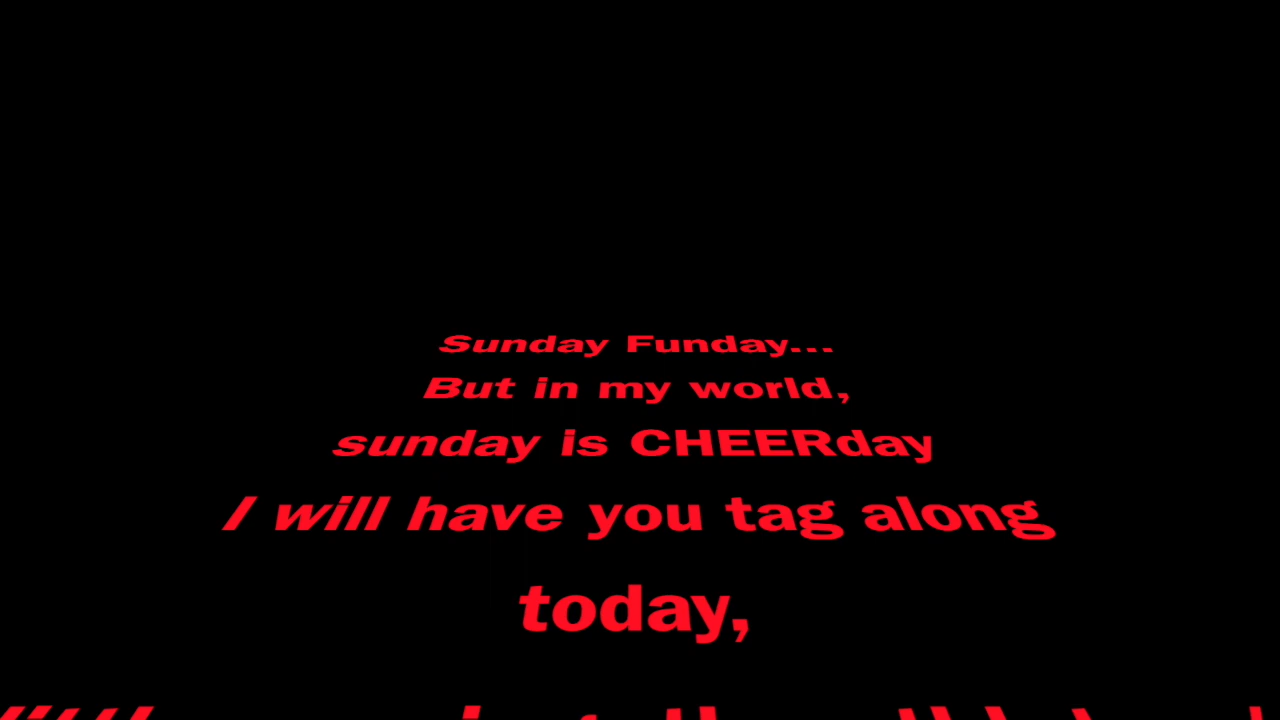 Sunday Funday...
But in my world,
sunday is CHEERday
I will have you tag along
today,